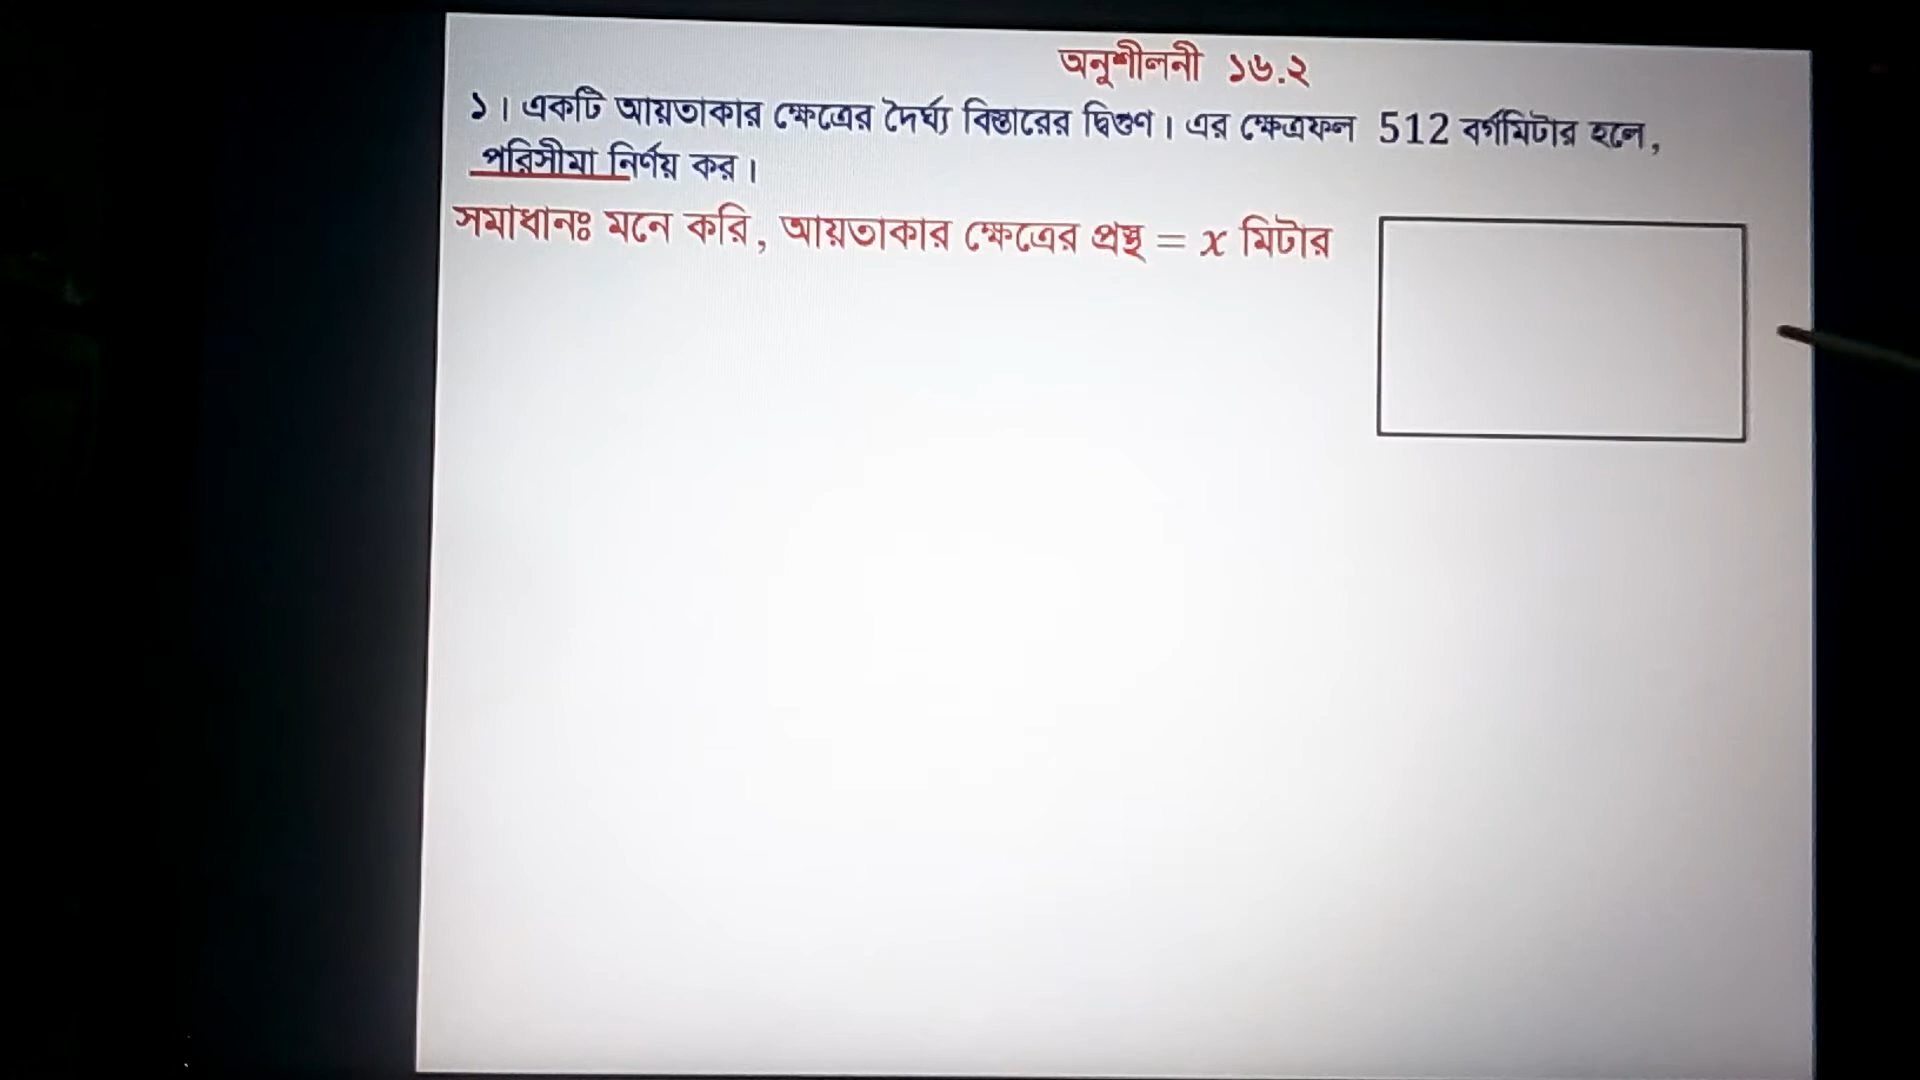 অনুশীলনী ১৬.২
১। একটি আয়তাকার ক্ষেত্রের দৈর্ঘ্য বিস্তারের দ্বিগুণ। এর ক্ষেত্রফল 512 বর্গমিটার হলে,
পরিসীমা নির্ণয় কর।
সমাধানঃ মনে করি, আয়তাকার ক্ষেত্রের প্রস্থ = x মিটার